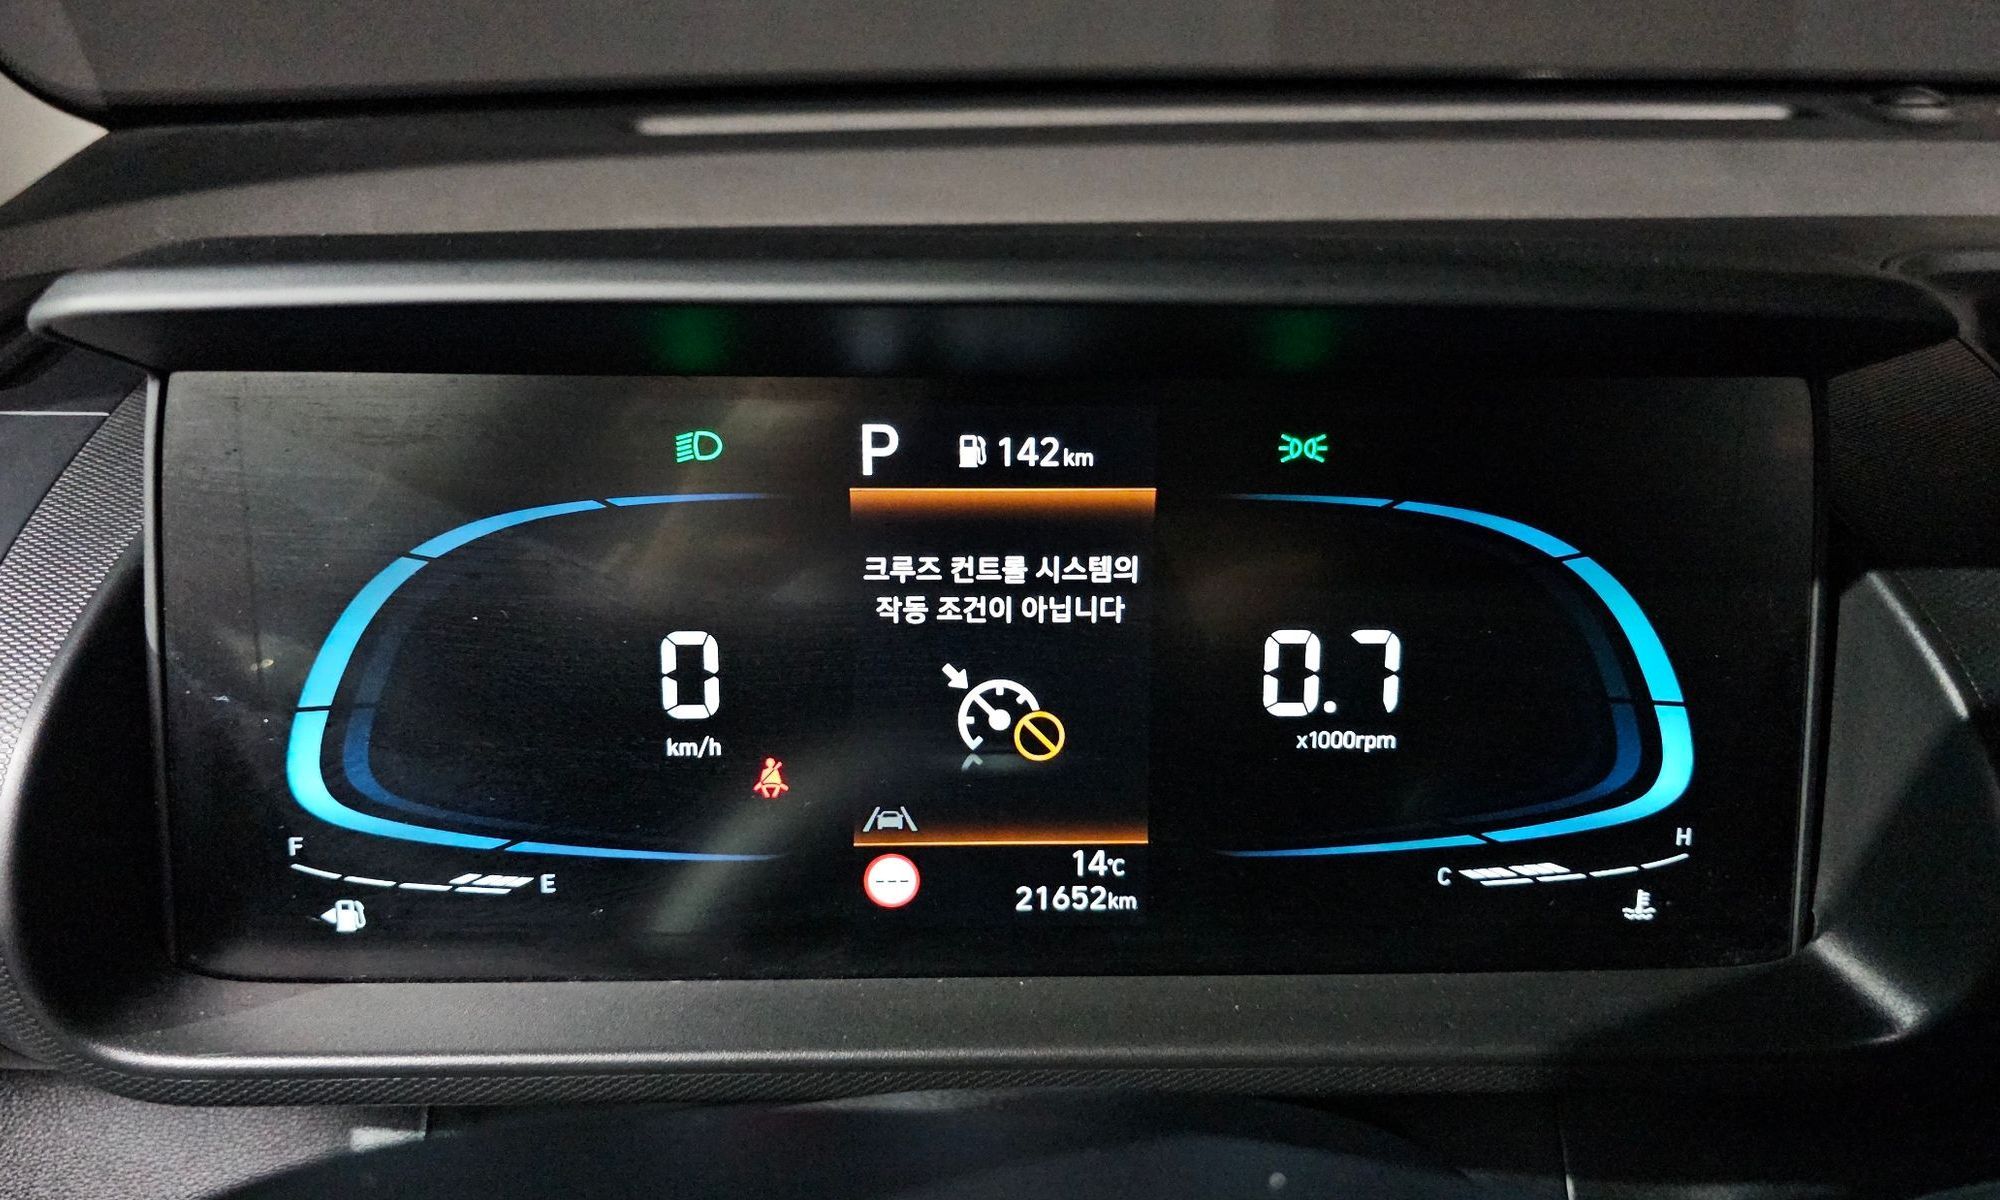 P 142km
크루즈 컨트롤 시스템의
작동 조건이 아닙니다
0
km/h
0.7
x1000rpm
F
E
---
14℃
21652km
C
H